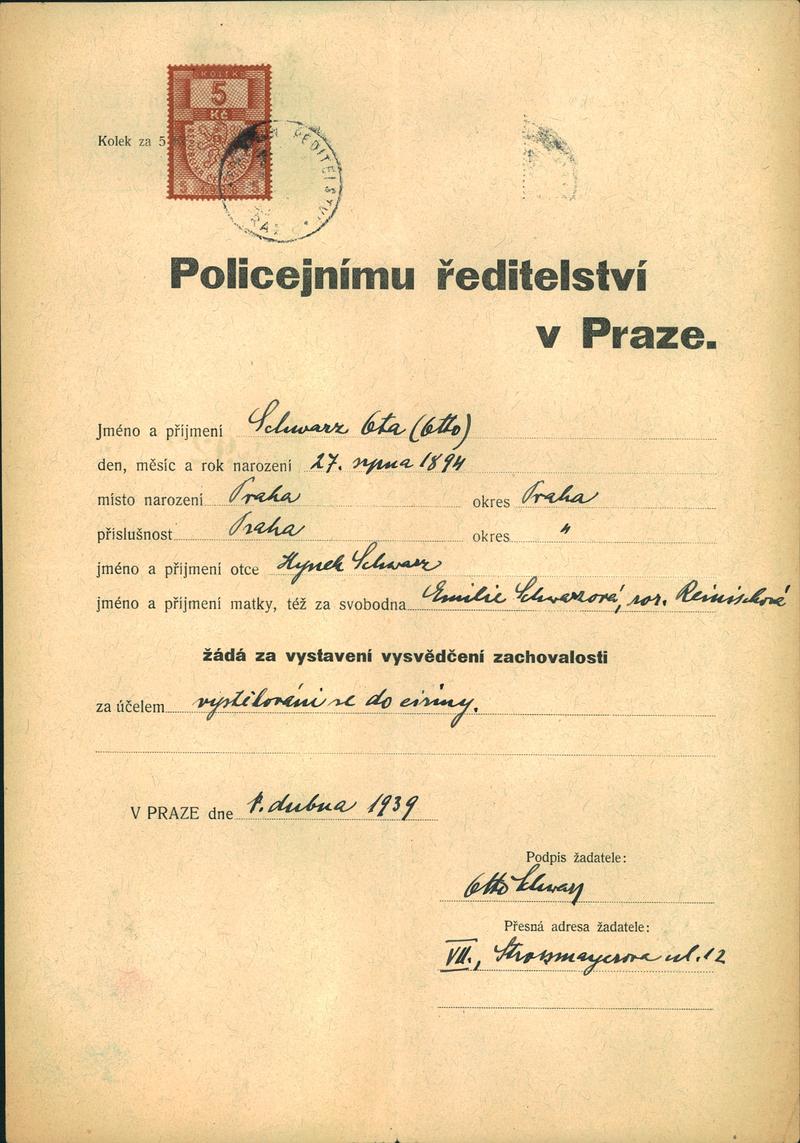 KOLEK
5
Kč
Kolek za 5
ŘEDITELSTVÍ
Policejnímu ředitelství
v Praze.
Jméno a příjmení Schwarz Ota (Otto)
den, měsíc a rok narození 27. srpna 1894
místo narození Praha okres Praha
příslušnost Praha okres "
jméno a příjmení otce Hynek Schwarz
jméno a příjmení matky, též za svobodna Emilie Schwarzová, roz. Reinischová
žádá za vystavení vysvědčení zachovalosti
za účelem vystěhování se do ciziny.
V PRAZE dne 1. dubna 1939
Podpis žadatele:
Otto Schwarz
Přesná adresa žadatele:
VII., Strossmayerova ul. 12